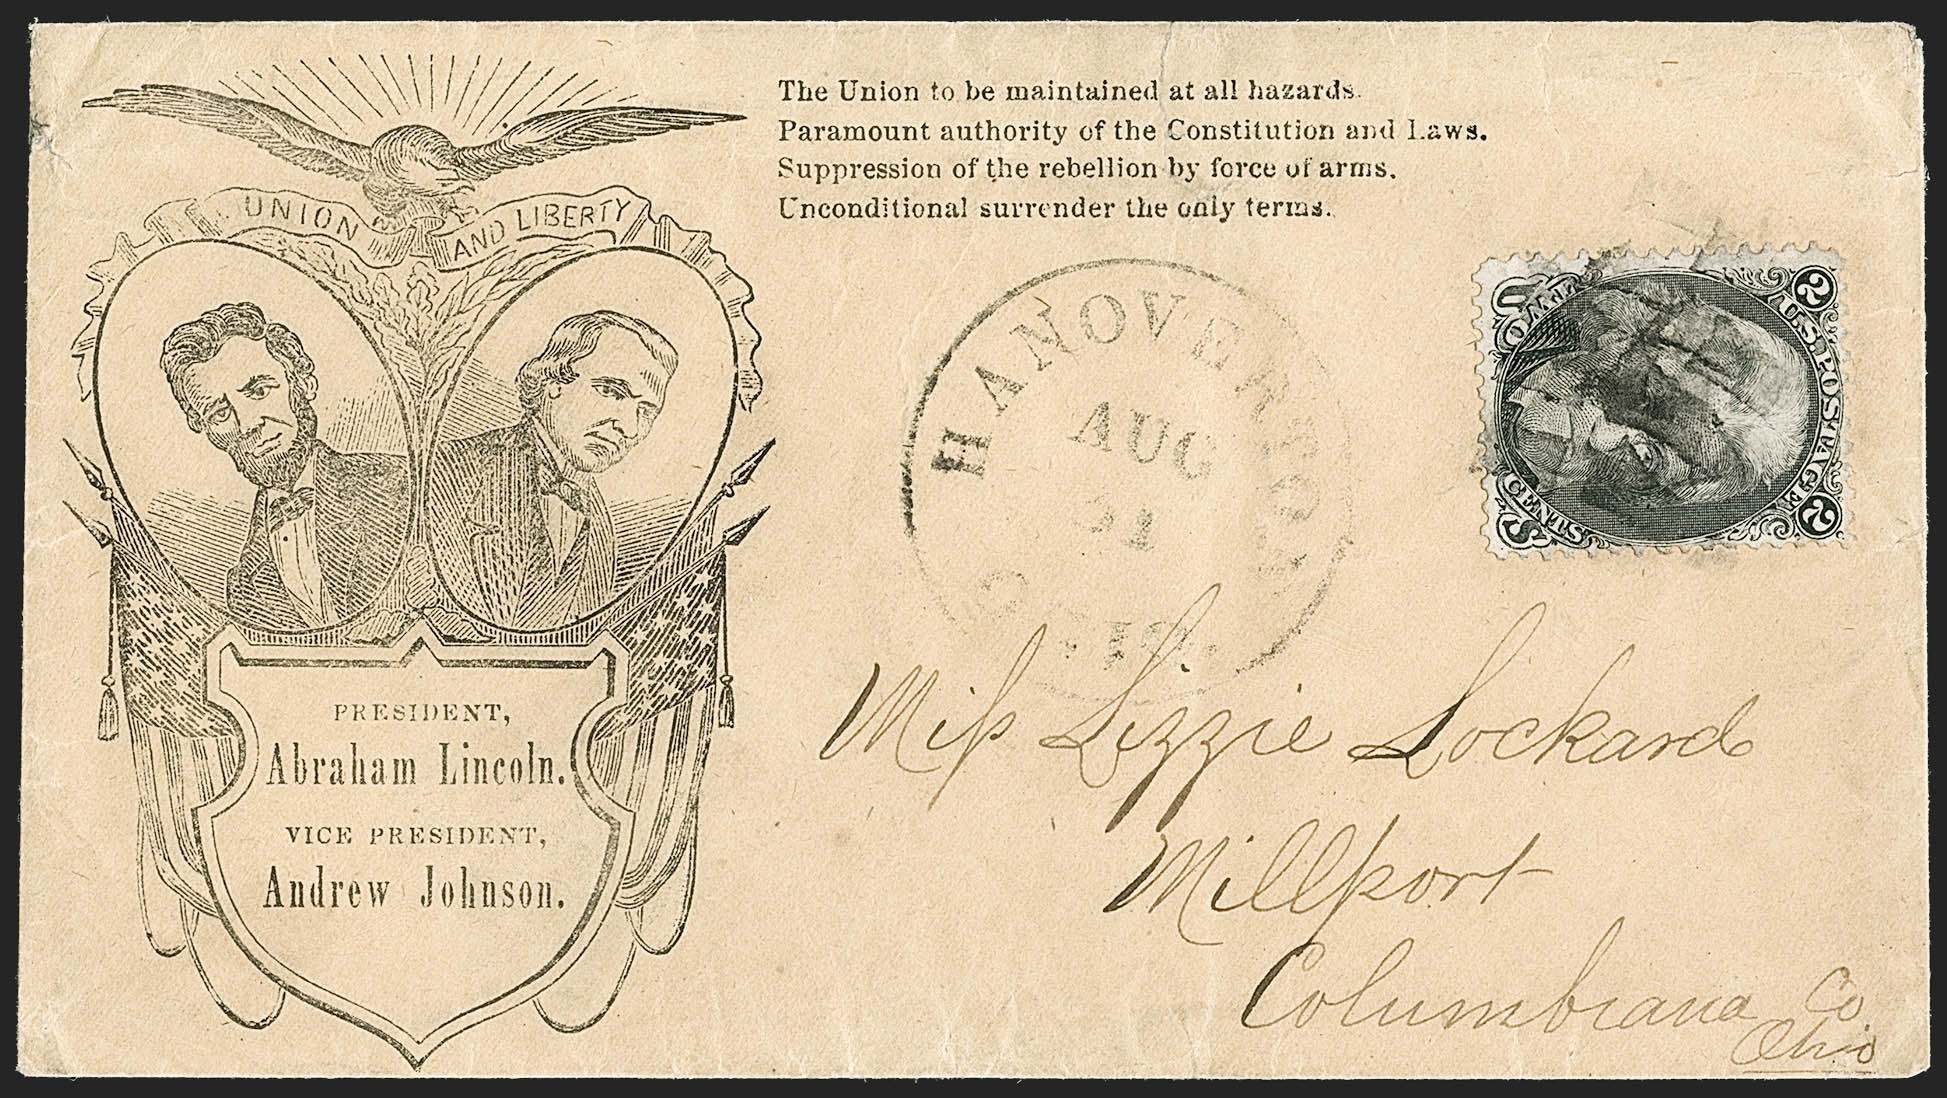 UNION AND LIBERTY
PRESIDENT,
Abraham Lincoln.
VICE PRESIDENT,
Andrew Johnson.
The Union to be maintained at all hazards.
Paramount authority of the Constitution and Laws.
Suppression of the rebellion by force of arms.
Unconditional surrender the only terms.
HANOVERTON
AUG
O
U.S. POSTAGE
2
2
TWO
CENTS
Miſs Lizzie Lockard
Millport
Columbiana Co
Ohio